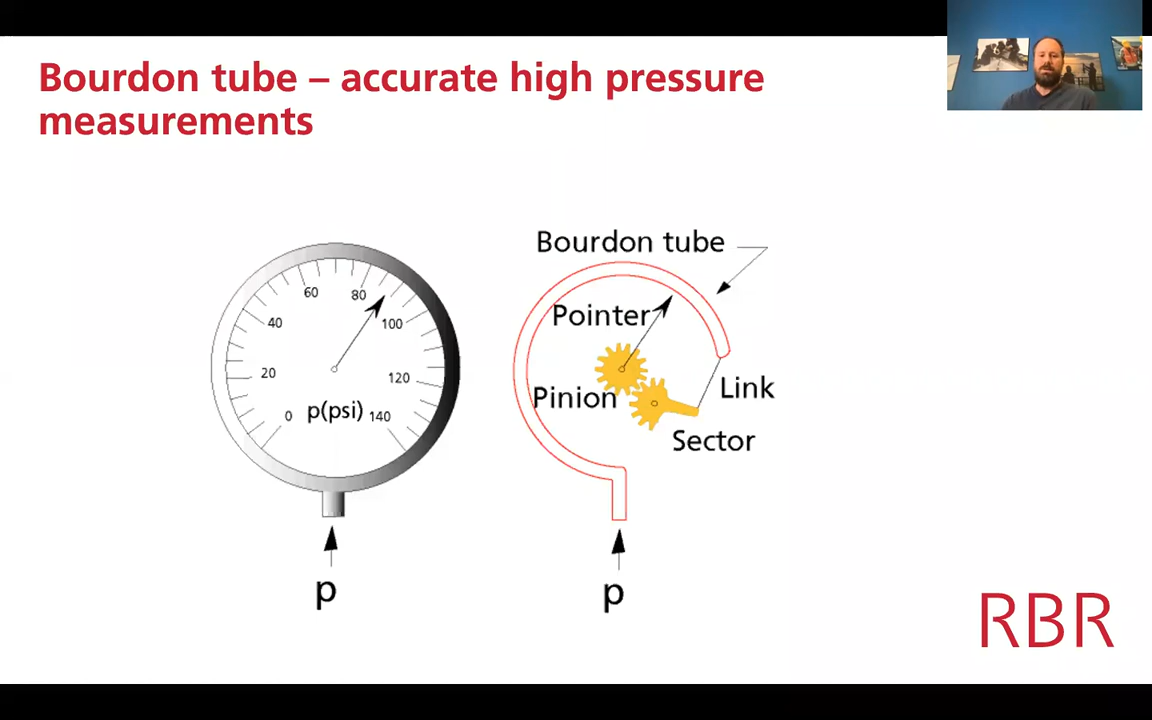 Bourdon tube – accurate high pressure
measurements
60
80
40
100
20
120
0
p(psi)
140
p
Bourdon tube
Pointer
Pinion
Link
Sector
p
RBR